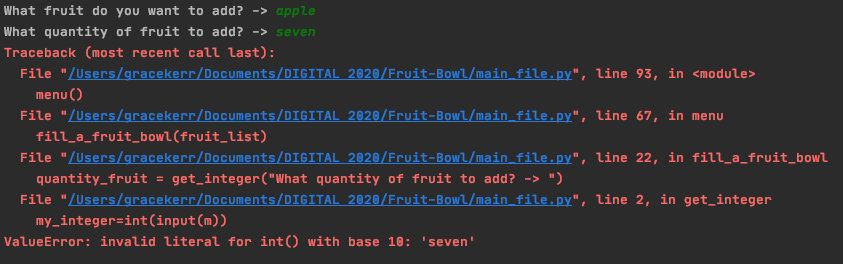 What fruit do you want to add? -> apple
What quantity of fruit to add? -> seven
Traceback (most recent call last):
  File "/Users/gracekerr/Documents/DIGITAL 2020/Fruit-Bowl/main_file.py", line 93, in <module>
    menu()
  File "/Users/gracekerr/Documents/DIGITAL 2020/Fruit-Bowl/main_file.py", line 67, in menu
    fill_a_fruit_bowl(fruit_list)
  File "/Users/gracekerr/Documents/DIGITAL 2020/Fruit-Bowl/main_file.py", line 22, in fill_a_fruit_bowl
    quantity_fruit = get_integer("What quantity of fruit to add? -> ")
  File "/Users/gracekerr/Documents/DIGITAL 2020/Fruit-Bowl/main_file.py", line 2, in get_integer
    my_integer=int(input(m))
ValueError: invalid literal for int() with base 10: 'seven'